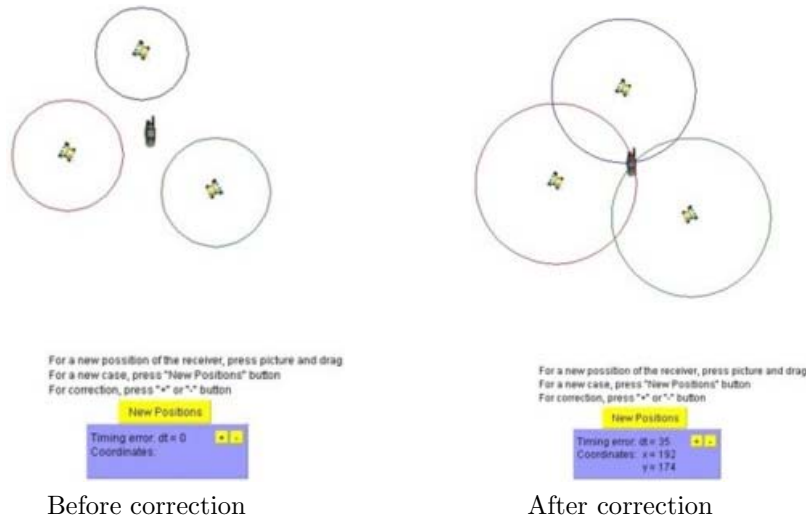 For a new possition of the receiver, press picture and drag
For a new case, press "New Positions" button
For correction, press "+" or "-" button
New Positions
Timing error: dt = 0 + -
Coordinates:
Before correction
For a new possition of the receiver, press picture and drag
For a new case, press "New Positions" button
For correction, press "+" or "-" button
New Positions
Timing error: dt = 35 + -
Coordinates: x = 192
y = 174
After correction